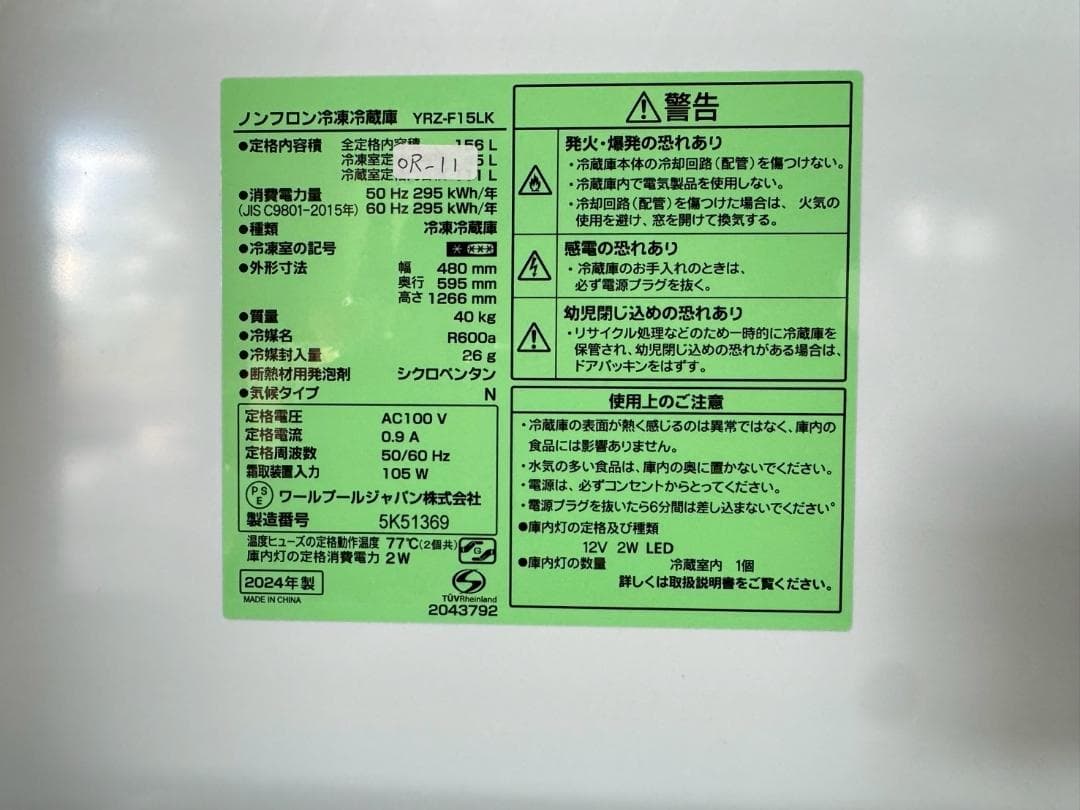 ノンフロン冷凍冷蔵庫 YRZ-F15LK
●定格内容積 全定格内容積 156 L
冷凍室定 5 L
冷蔵室定 1 L
OR-11
●消費電力量 50 Hz 295 kWh/年
(JIS C9801-2015年) 60 Hz 295 kWh/年
●種類 冷凍冷蔵庫
●冷凍室の記号 * ***
●外形寸法 幅 480 mm
奥行 595 mm
高さ 1266 mm
●質量 40 kg
●冷媒名 R600a
●冷媒封入量 26 g
●断熱材用発泡剤 シクロペンタン
●気候タイプ N
定格電圧 AC100 V
定格電流 0.9 A
定格周波数 50/60 Hz
霜取装置入力 105 W
PSE ワールプールジャパン株式会社
製造番号 5K51369
温度ヒューズの定格動作温度 77℃(2個共)
庫内灯の定格消費電力 2W
G
2024年製
MADE IN CHINA
TÜVRheinland
2043792
警告
発火・爆発の恐れあり
・冷蔵庫本体の冷却回路(配管)を傷つけない。
・冷蔵庫内で電気製品を使用しない。
・冷却回路(配管)を傷つけた場合は、火気の
使用を避け、窓を開けて換気する。
感電の恐れあり
・冷蔵庫のお手入れのときは、
必ず電源プラグを抜く。
幼児閉じ込めの恐れあり
・リサイクル処理などのため一時的に冷蔵庫を
保管され、幼児閉じ込めの恐れがある場合は、
ドアパッキンをはずす。
使用上のご注意
・冷蔵庫の表面が熱く感じるのは異常ではなく、庫内の
食品には影響ありません。
・水気の多い食品は、庫内の奥に置かないでください。
・電源は、必ずコンセントからとってください。
・電源プラグを抜いたら6分間は差し込まないでください。
●庫内灯の定格及び種類
12V 2W LED
●庫内灯の数量 冷蔵室内 1個
詳しくは取扱説明書をご覧ください。